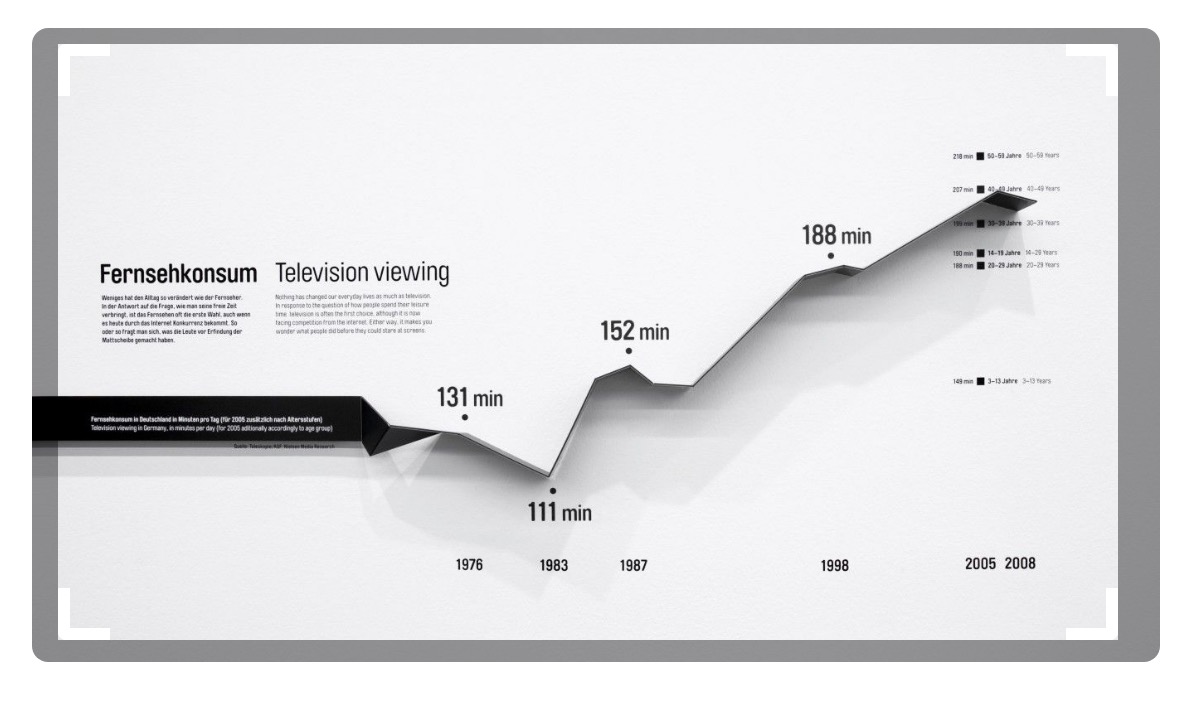 Fernsehkonsum
Weniges hat den Alltag so verändert wie der Fernseher.
In der Antwort auf die Frage, wie man seine freie Zeit
verbringt, ist das Fernsehen oft die erste Wahl, auch wenn
es heute durch das Internet Konkurrenz bekommt. So
oder so fragt man sich, was die Leute vor Erfindung der
Mattscheibe gemacht haben.
Television viewing
Nothing has changed our everyday lives as much as television.
In response to the question of how people spend their leisure
time television is often the first choice, although it is now
facing competition from the internet. Either way, it makes you
wonder what people did before they could stare at screens.
Fernsehkonsum in Deutschland in Minuten pro Tag (für 2005 zusätzlich nach Altersstufen)
Television viewing in Germany, in minutes per day (for 2005 aditionally accordingly to age group)
Quelle: Media Research
131 min
111 min
152 min
188 min
218 min 50–59 Jahre 50–59 Years
207 min 40–49 Jahre 40–49 Years
199 min 30–39 Jahre 30–39 Years
190 min 14–19 Jahre 14–29 Years
188 min 20–29 Jahre 20–29 Years
149 min 3–13 Jahre 3–13 Years
1976 1983 1987 1998 2005 2008